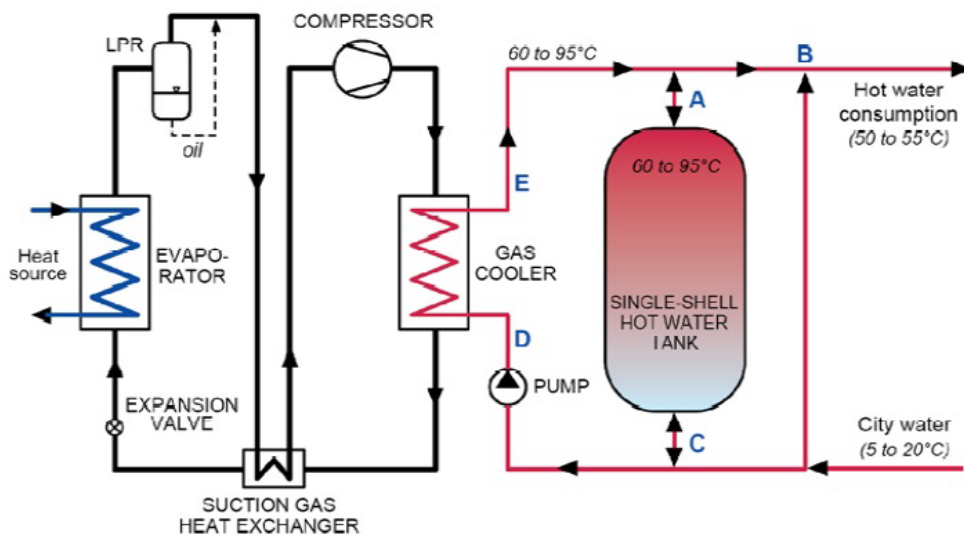 COMPRESSOR
LPR
oil
60 to 95°C
B
A
Hot water
consumption
(50 to 55°C)
60 to 95°C
E
Heat
source
EVAPO-
RATOR
GAS
COOLER
SINGLE-SHELL
HOT WATER
TANK
D
PUMP
EXPANSION
VALVE
C
City water
(5 to 20°C)
SUCTION GAS
HEAT EXCHANGER